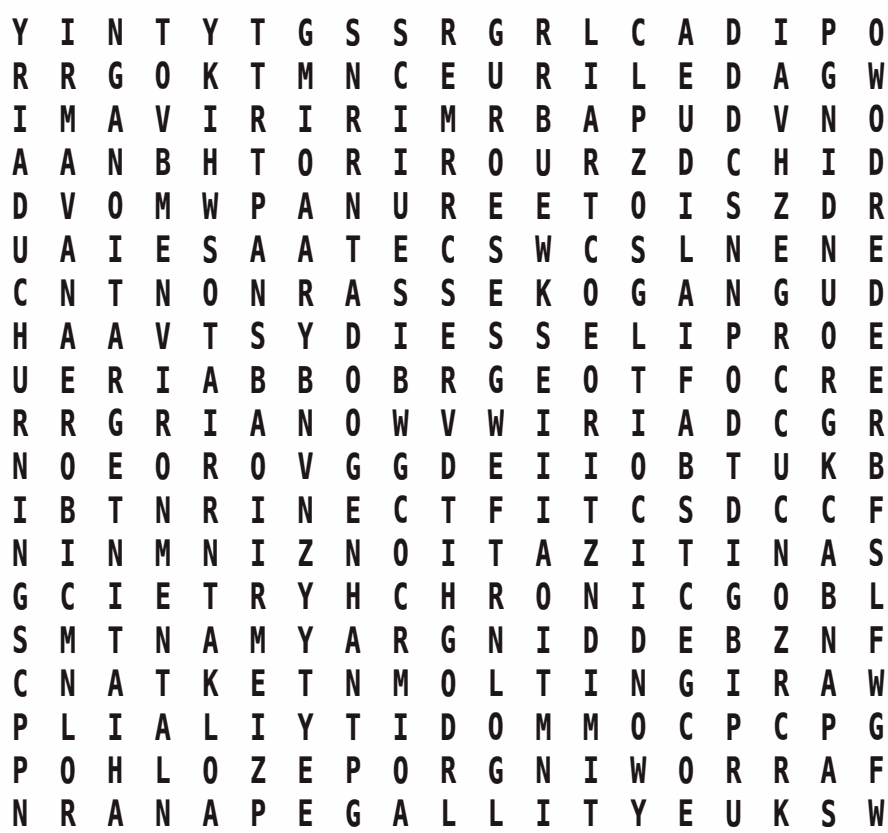 Y I N T Y T G S S R G R L C A D I P O
R R G O K T M N C E U R I L E D A G W
I M A V I R I R I M R B A P U D V N O
A A N B H T O R I R O U R Z D C H I D
D V O M W P A N U R E E T O I S Z D R
U A I E S A A T E C S W C S L N E N E
C N T N O N R A S S E K O G A N G U D
H A A V T S Y D I E S S E L I P R O E
U E R I A B B O B R G E O T F O C R E
R R G R I A N O W V W I R I A D C G R
N O E O R O V G G D E I I O B T U K B
I B T N R I N E C T F I T C S D C C F
N I N M N I Z N O I T A Z I T I N A S
G C I E T R Y H C H R O N I C G O B L
S M T N A M Y A R G N I D D E B Z N F
C N A T K E T N M O L T I N G I R A W
P L I A L I Y T I D O M M O C P C P G
P O H L O Z E P O R G N I W O R R A F
N R A N A P E G A L L I T Y E U K S W